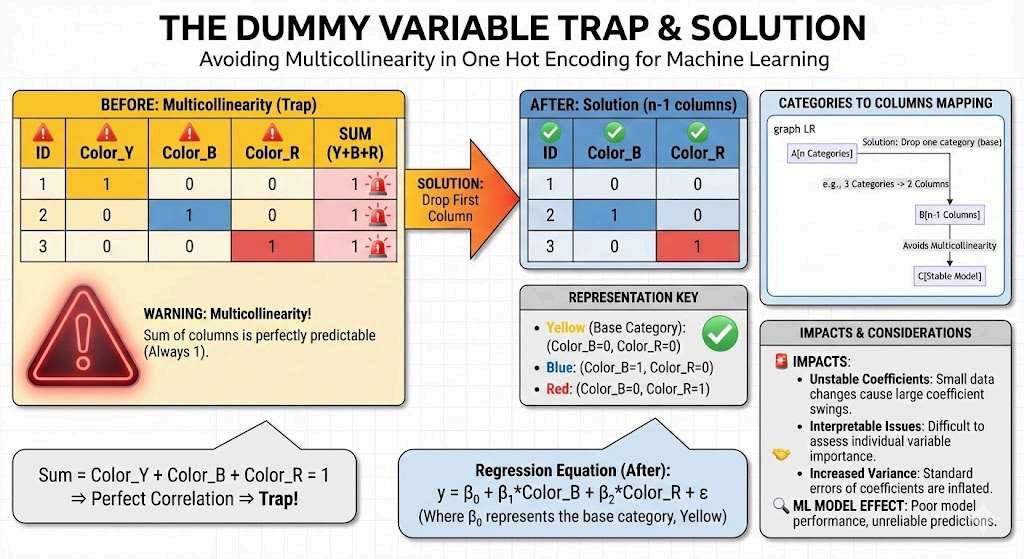 THE DUMMY VARIABLE TRAP & SOLUTION
Avoiding Multicollinearity in One Hot Encoding for Machine Learning
BEFORE: Multicollinearity (Trap)
ID Color_Y Color_B Color_R SUM (Y+B+R)
1 1 0 0 1
2 0 1 0 1
3 0 0 1 1
WARNING: Multicollinearity!
Sum of columns is perfectly predictable
(Always 1).
Sum = Color_Y + Color_B + Color_R = 1
⇒ Perfect Correlation ⇒ Trap!
SOLUTION:
Drop First
Column
AFTER: Solution (n-1 columns)
ID Color_B Color_R
1 0 0
2 1 0
3 0 1
REPRESENTATION KEY
• Yellow (Base Category):
(Color_B=0, Color_R=0)
• Blue: (Color_B=1, Color_R=0)
• Red: (Color_B=0, Color_R=1)
Regression Equation (After):
y = β₀ + β₁*Color_B + β₂*Color_R + ε
(Where β₀ represents the base category, Yellow)
CATEGORIES TO COLUMNS MAPPING
graph LR
A[n Categories]
Solution: Drop one category (base)
e.g., 3 Categories -> 2 Columns
B[n-1 Columns]
Avoids Multicollinearity
C[Stable Model]
IMPACTS & CONSIDERATIONS
IMPACTS:
• Unstable Coefficients: Small data
changes cause large coefficient
swings.
• Interpretable Issues: Difficult to
assess individual variable
importance.
• Increased Variance: Standard
errors of coefficients are inflated.
ML MODEL EFFECT: Poor model
performance, unreliable predictions.